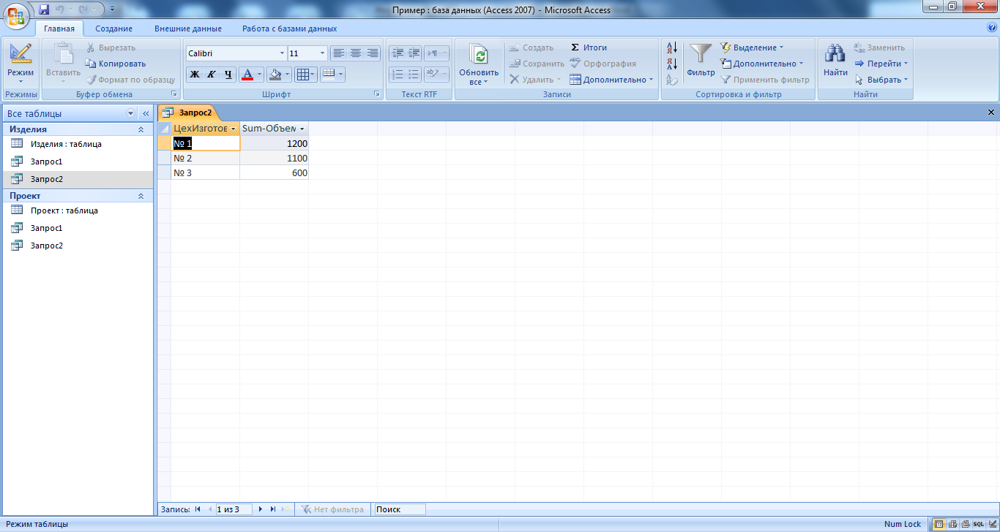 Пример : база данных (Access 2007) - Microsoft Access
Главная Создание Внешние данные Работа с базами данных
Режим
Режимы
Вставить
Вырезать
Копировать
Формат по образцу
Буфер обмена
Calibri 11
Ж К Ч А
Шрифт
ab
Текст RTF
Обновить
все
Создать
Сохранить
Удалить
Σ Итоги
ABC Орфография
Дополнительно
Записи
А
Я
Я
А
Фильтр
Выделение
Дополнительно
Применить фильтр
Сортировка и фильтр
Найти
Заменить
Перейти
Выбрать
Найти
Все таблицы «
Изделия
Изделия : таблица
Запрос1
Запрос2
Проект
Проект : таблица
Запрос1
Запрос2
Запрос2
ЦехИзготов Sum-Объем
№ 1 1200
№ 2 1100
№ 3 600
Запись: 1 из 3 Нет фильтра Поиск
Режим таблицы Num Lock SQL